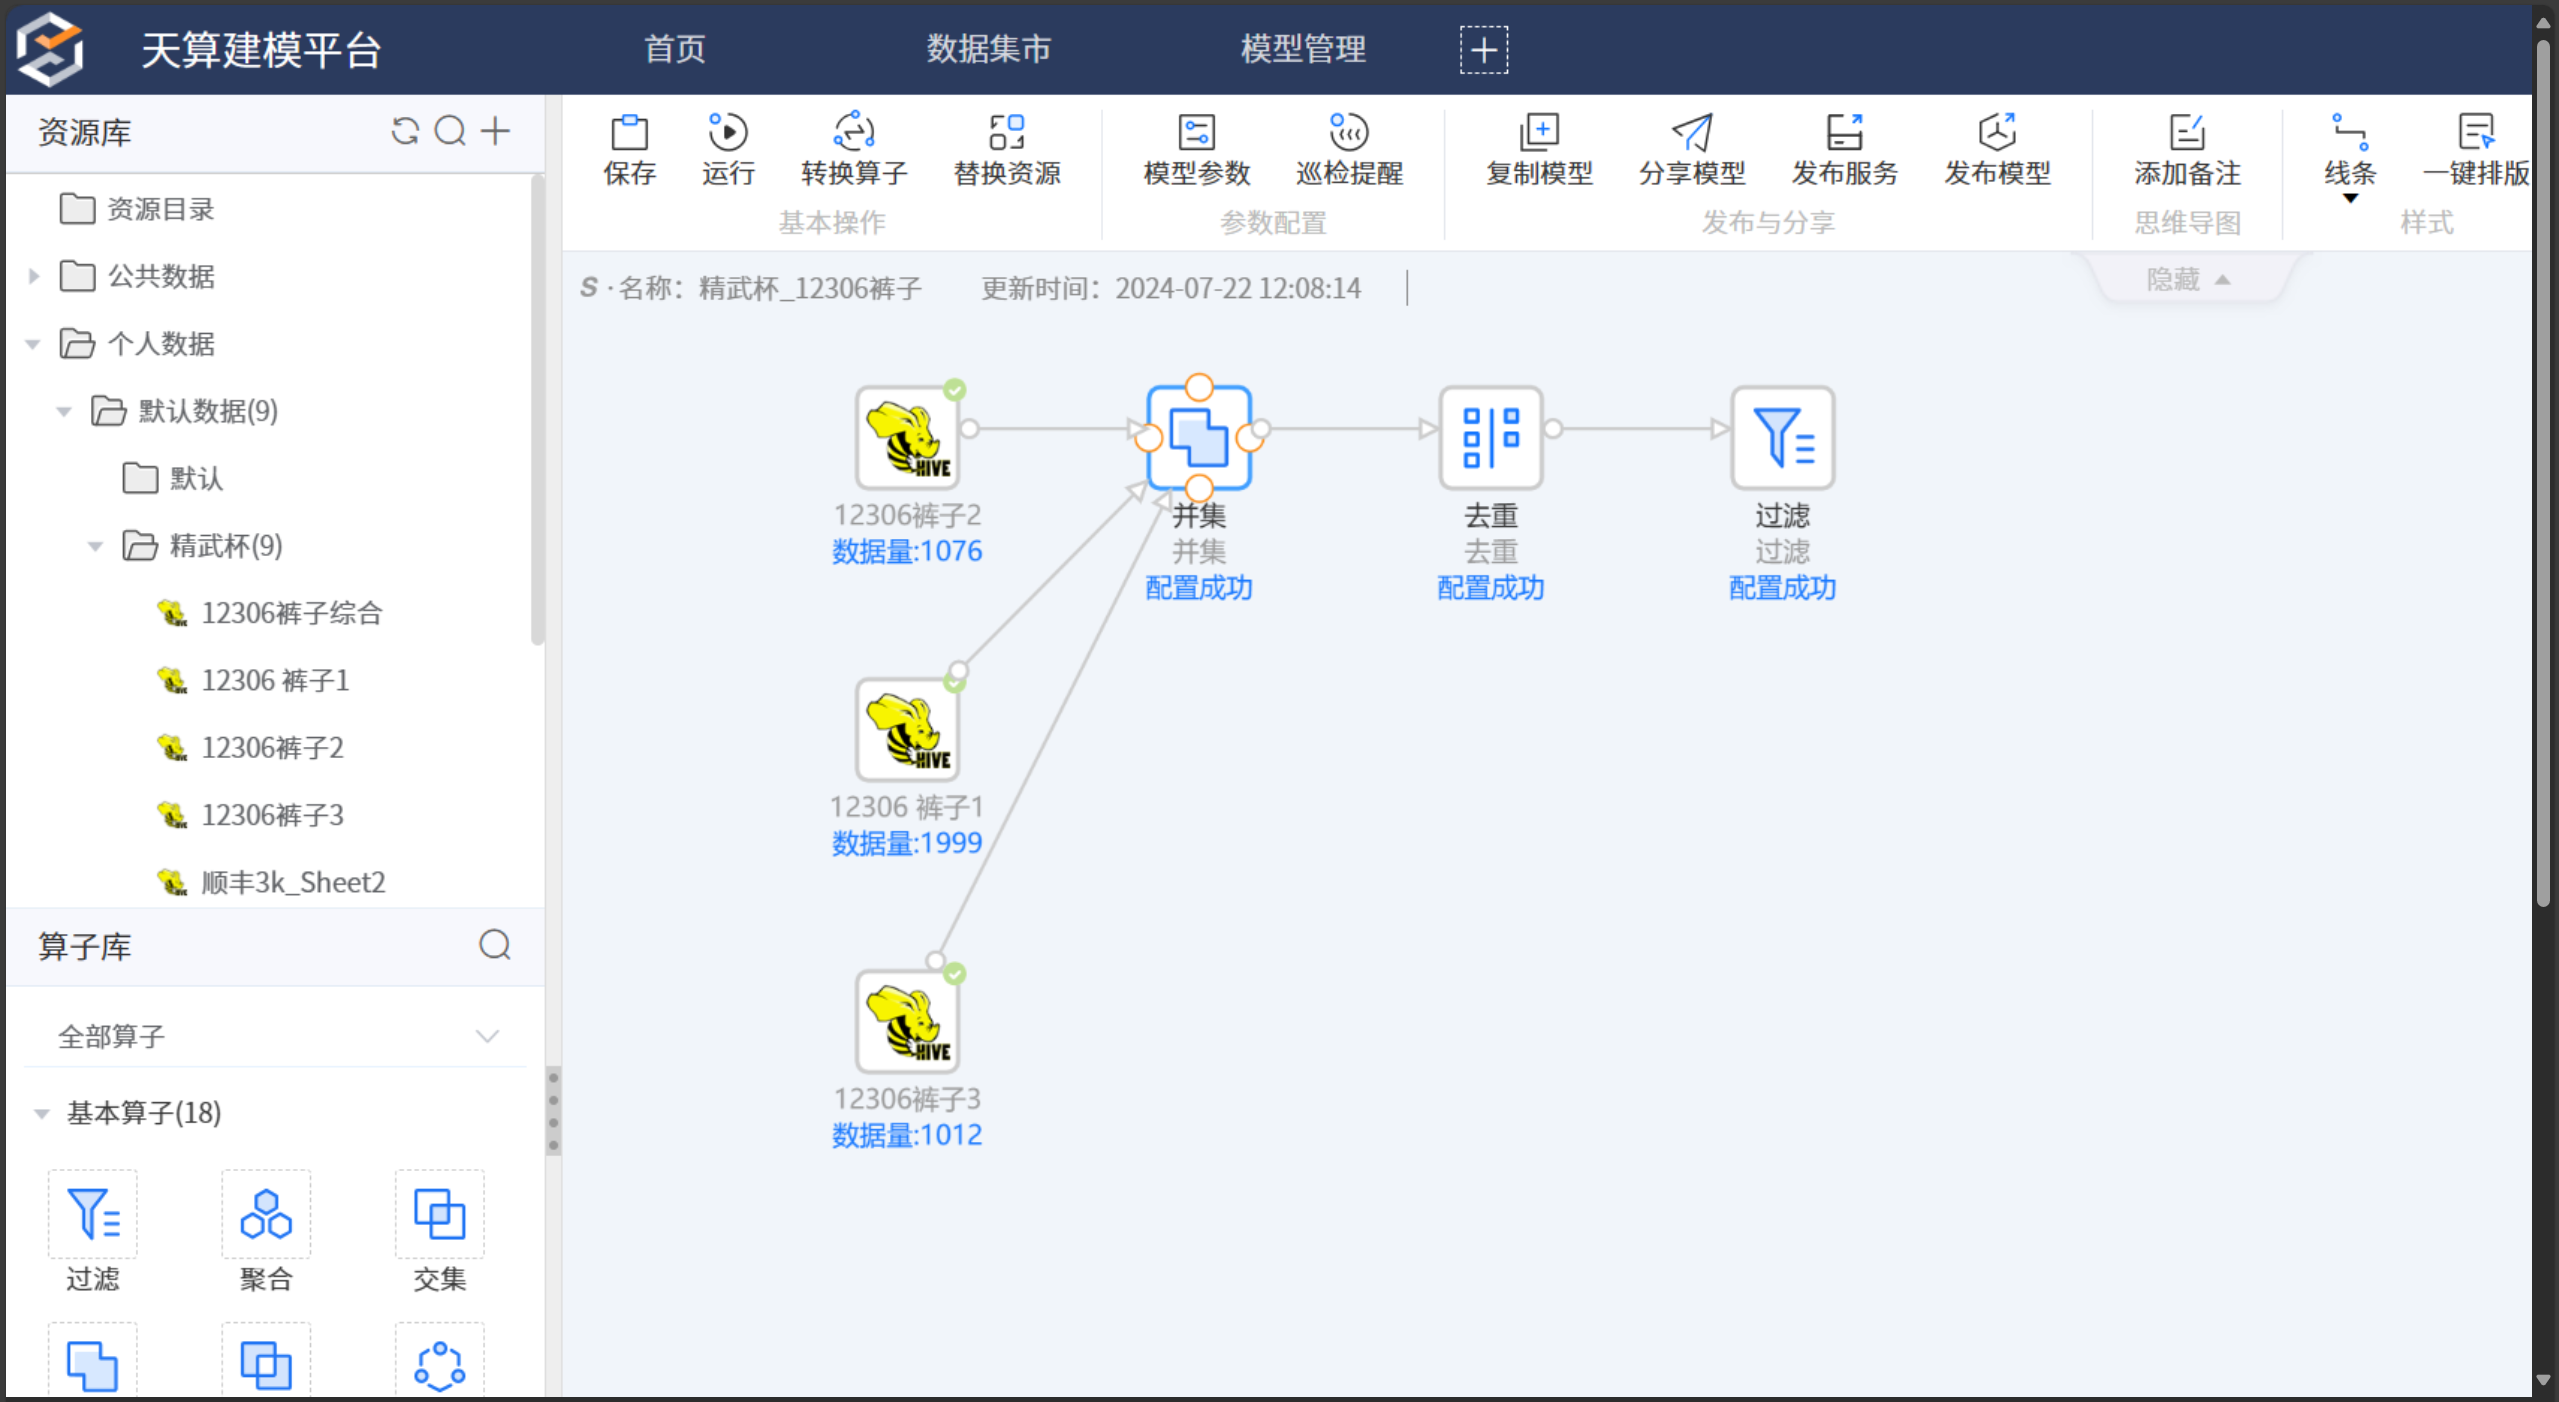 天算建模平台
首页
数据集市
模型管理
资源库
资源目录
公共数据
个人数据
默认数据(9)
默认
精武杯(9)
12306裤子综合
12306 裤子1
12306裤子2
12306裤子3
顺丰3k_Sheet2
算子库
全部算子
基本算子(18)
过滤
聚合
交集
保存
运行
转换算子
替换资源
基本操作
模型参数
巡检提醒
参数配置
复制模型
分享模型
发布服务
发布模型
发布与分享
添加备注
思维导图
线条
一键排版
样式
S · 名称：精武杯_12306裤子 更新时间：2024-07-22 12:08:14
隐藏
HIVE
12306裤子2
数据量:1076
并集
并集
配置成功
去重
去重
配置成功
过滤
过滤
配置成功
HIVE
12306 裤子1
数据量:1999
HIVE
12306裤子3
数据量:1012